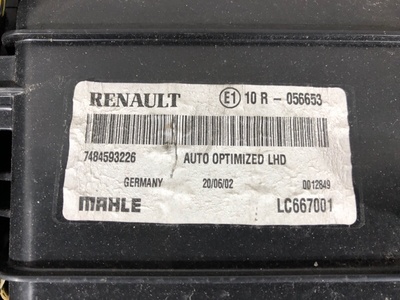 RENAULT E1 10 R - 056653
7484593226 AUTO OPTIMIZED LHD
GERMANY 20/06/02 0012849
MAHLE LC667001